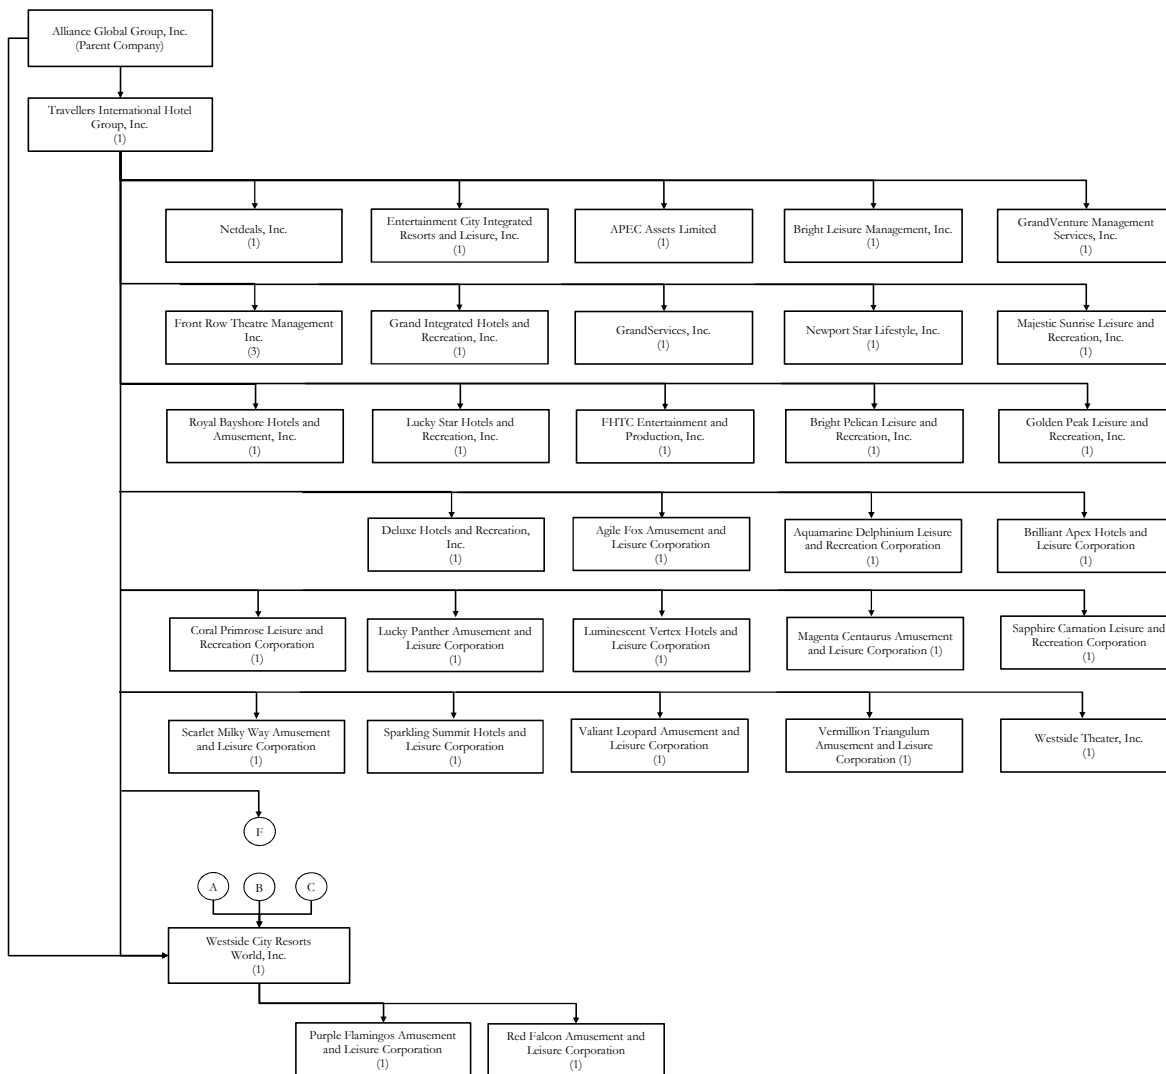 Alliance Global Group, Inc.
(Parent Company)
Travellers International Hotel
Group, Inc.
(1)
Netdeals, Inc.
(1)
Entertainment City Integrated
Resorts and Leisure, Inc.
(1)
APEC Assets Limited
(1)
Bright Leisure Management, Inc.
(1)
GrandVenture Management
Services, Inc.
(1)
Front Row Theatre Management
Inc.
(3)
Grand Integrated Hotels and
Recreation, Inc.
(1)
GrandServices, Inc.
(1)
Newport Star Lifestyle, Inc.
(1)
Majestic Sunrise Leisure and
Recreation, Inc.
(1)
Royal Bayshore Hotels and
Amusement, Inc.
(1)
Lucky Star Hotels and
Recreation, Inc.
(1)
FHTC Entertainment and
Production, Inc.
(1)
Bright Pelican Leisure and
Recreation, Inc.
(1)
Golden Peak Leisure and
Recreation, Inc.
(1)
Deluxe Hotels and Recreation,
Inc.
(1)
Agile Fox Amusement and
Leisure Corporation
(1)
Aquamarine Delphinium Leisure
and Recreation Corporation
(1)
Brilliant Apex Hotels and
Leisure Corporation
(1)
Coral Primrose Leisure and
Recreation Corporation
(1)
Lucky Panther Amusement and
Leisure Corporation
(1)
Luminescent Vertex Hotels and
Leisure Corporation
(1)
Magenta Centaurus Amusement
and Leisure Corporation (1)
Sapphire Carnation Leisure and
Recreation Corporation
(1)
Scarlet Milky Way Amusement
and Leisure Corporation
(1)
Sparkling Summit Hotels and
Leisure Corporation
(1)
Valiant Leopard Amusement and
Leisure Corporation
(1)
Vermillion Triangulum
Amusement and Leisure
Corporation (1)
Westside Theater, Inc.
(1)
F
A
B
C
Westside City Resorts
World, Inc.
(1)
Purple Flamingos Amusement
and Leisure Corporation
(1)
Red Falcon Amusement and
Leisure Corporation
(1)